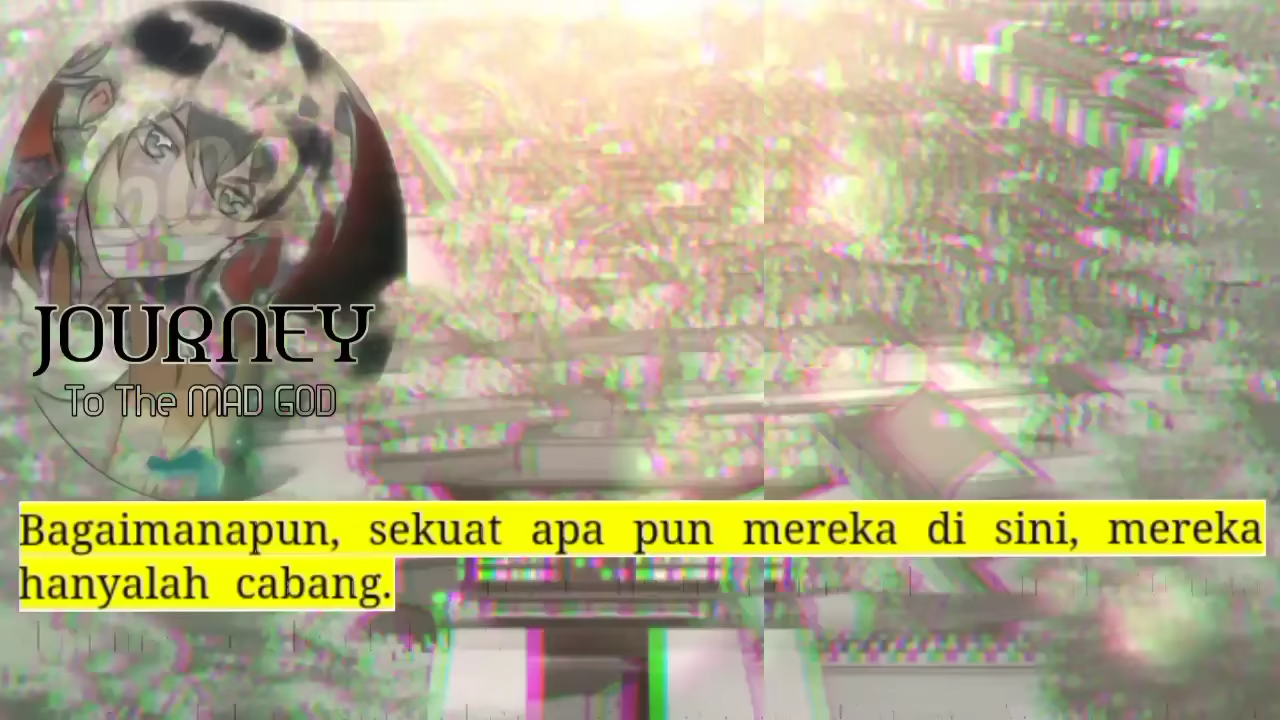 JOURNEY
To The MAD GOD
Bagaimanapun, sekuat apa pun mereka di sini, mereka
hanyalah cabang.